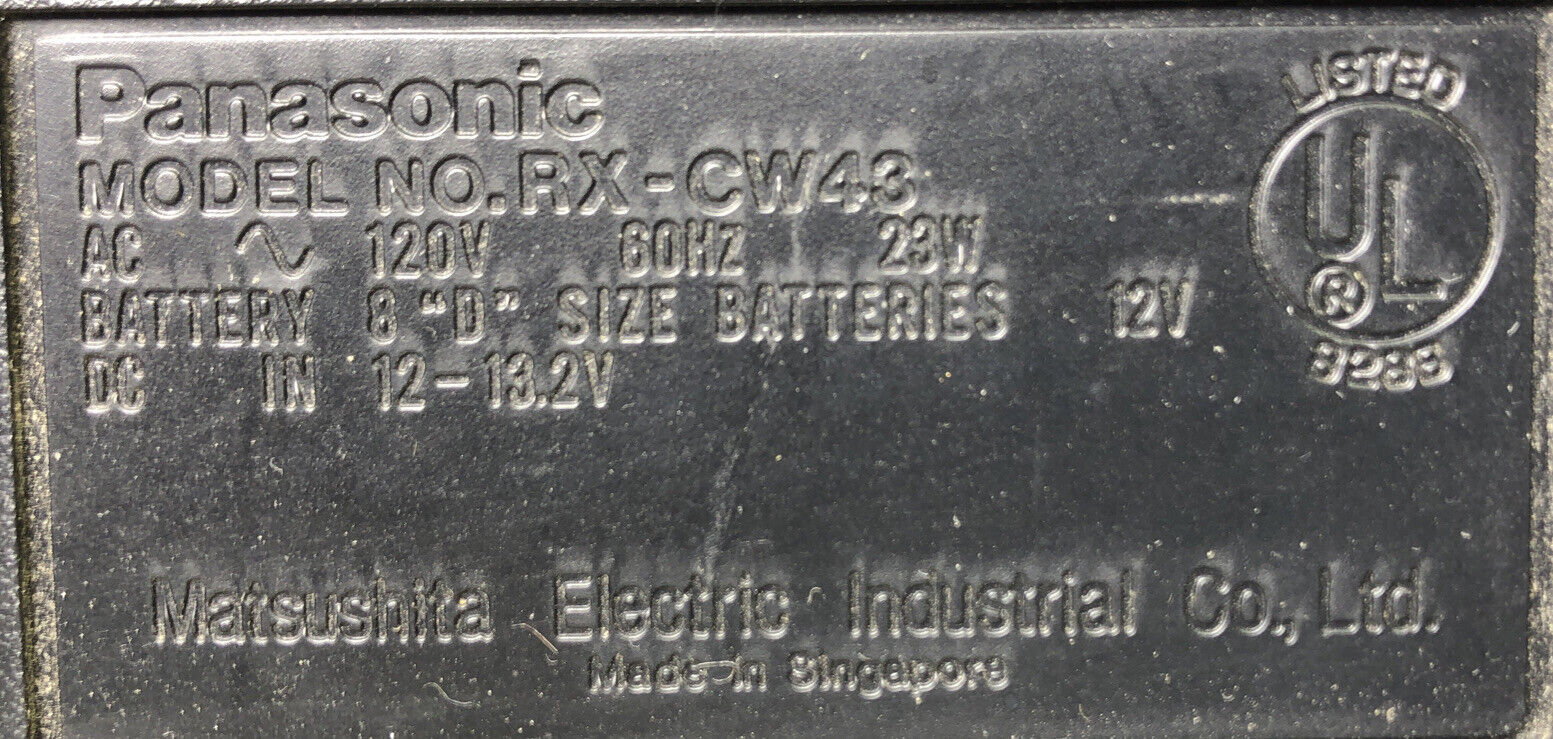 Panasonic
MODEL NO. RX-CW43
AC 120V 60HZ 23W
BATTERY 8 "D" SIZE BATTERIES 12V
DC IN 12-13.2V
LISTED
UL
®
Matsushita Electric Industrial Co., Ltd.
Made in Singapore